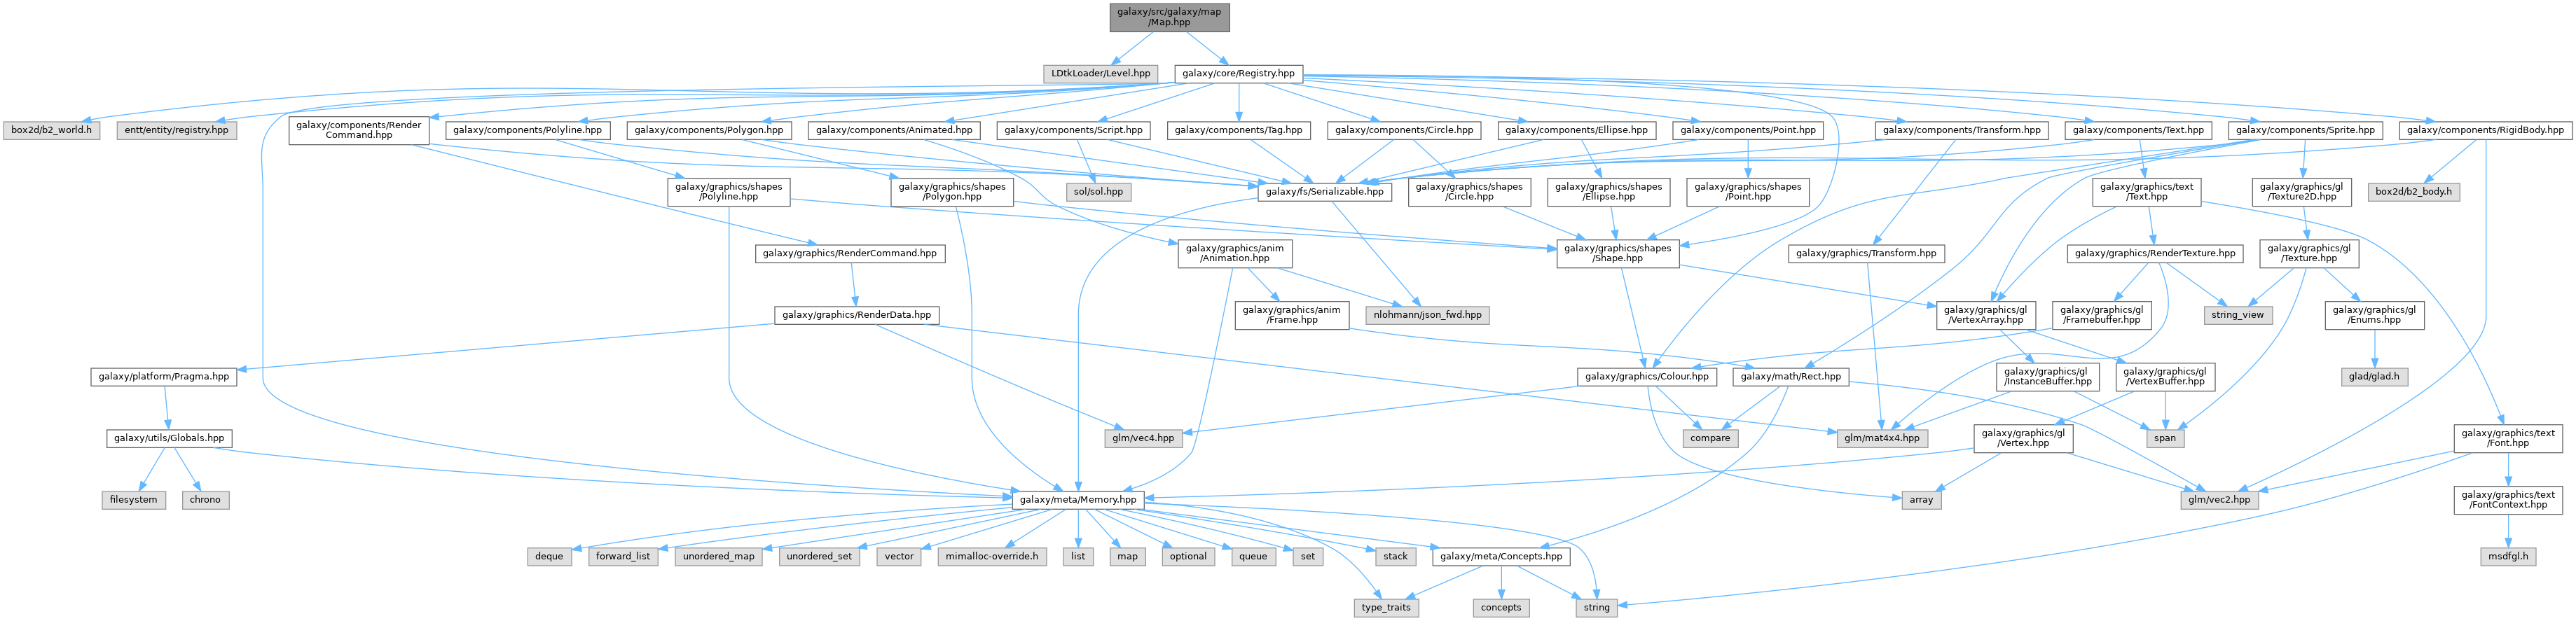 galaxy/src/galaxy/map
/Map.hpp
LDtkLoader/Level.hpp
galaxy/core/Registry.hpp
box2d/b2_world.h
entt/entity/registry.hpp
galaxy/components/Render
Command.hpp
galaxy/components/Polyline.hpp
galaxy/components/Polygon.hpp
galaxy/components/Animated.hpp
galaxy/components/Script.hpp
galaxy/components/Tag.hpp
galaxy/components/Circle.hpp
galaxy/components/Ellipse.hpp
galaxy/components/Point.hpp
galaxy/components/Transform.hpp
galaxy/components/Text.hpp
galaxy/components/Sprite.hpp
galaxy/components/RigidBody.hpp
galaxy/graphics/shapes
/Polyline.hpp
galaxy/graphics/shapes
/Polygon.hpp
sol/sol.hpp
galaxy/fs/Serializable.hpp
galaxy/graphics/shapes
/Circle.hpp
galaxy/graphics/shapes
/Ellipse.hpp
galaxy/graphics/shapes
/Point.hpp
galaxy/graphics/text
/Text.hpp
galaxy/graphics/gl
/Texture2D.hpp
box2d/b2_body.h
galaxy/graphics/RenderCommand.hpp
galaxy/graphics/anim
/Animation.hpp
galaxy/graphics/shapes
/Shape.hpp
galaxy/graphics/Transform.hpp
galaxy/graphics/RenderTexture.hpp
galaxy/graphics/gl
/Texture.hpp
galaxy/graphics/RenderData.hpp
galaxy/graphics/anim
/Frame.hpp
nlohmann/json_fwd.hpp
galaxy/graphics/gl
/VertexArray.hpp
galaxy/graphics/gl
/Framebuffer.hpp
string_view
galaxy/graphics/gl
/Enums.hpp
galaxy/platform/Pragma.hpp
galaxy/graphics/Colour.hpp
galaxy/math/Rect.hpp
galaxy/graphics/gl
/InstanceBuffer.hpp
galaxy/graphics/gl
/VertexBuffer.hpp
glad/glad.h
galaxy/utils/Globals.hpp
glm/vec4.hpp
compare
glm/mat4x4.hpp
galaxy/graphics/gl
/Vertex.hpp
span
galaxy/graphics/text
/Font.hpp
filesystem
chrono
galaxy/meta/Memory.hpp
array
glm/vec2.hpp
galaxy/graphics/text
/FontContext.hpp
deque
forward_list
unordered_map
unordered_set
vector
mimalloc-override.h
list
map
optional
queue
set
stack
galaxy/meta/Concepts.hpp
msdfgl.h
type_traits
concepts
string